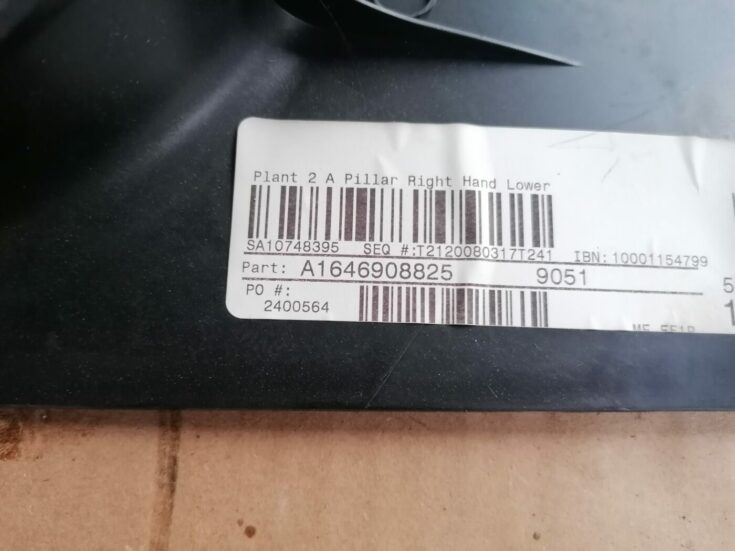 Plant 2 A Pillar Right Hand Lower
SA10748395 SEQ #:T2120080317T241 IBN: 10001154799
Part: A1646908825 9051
PO #:
2400564